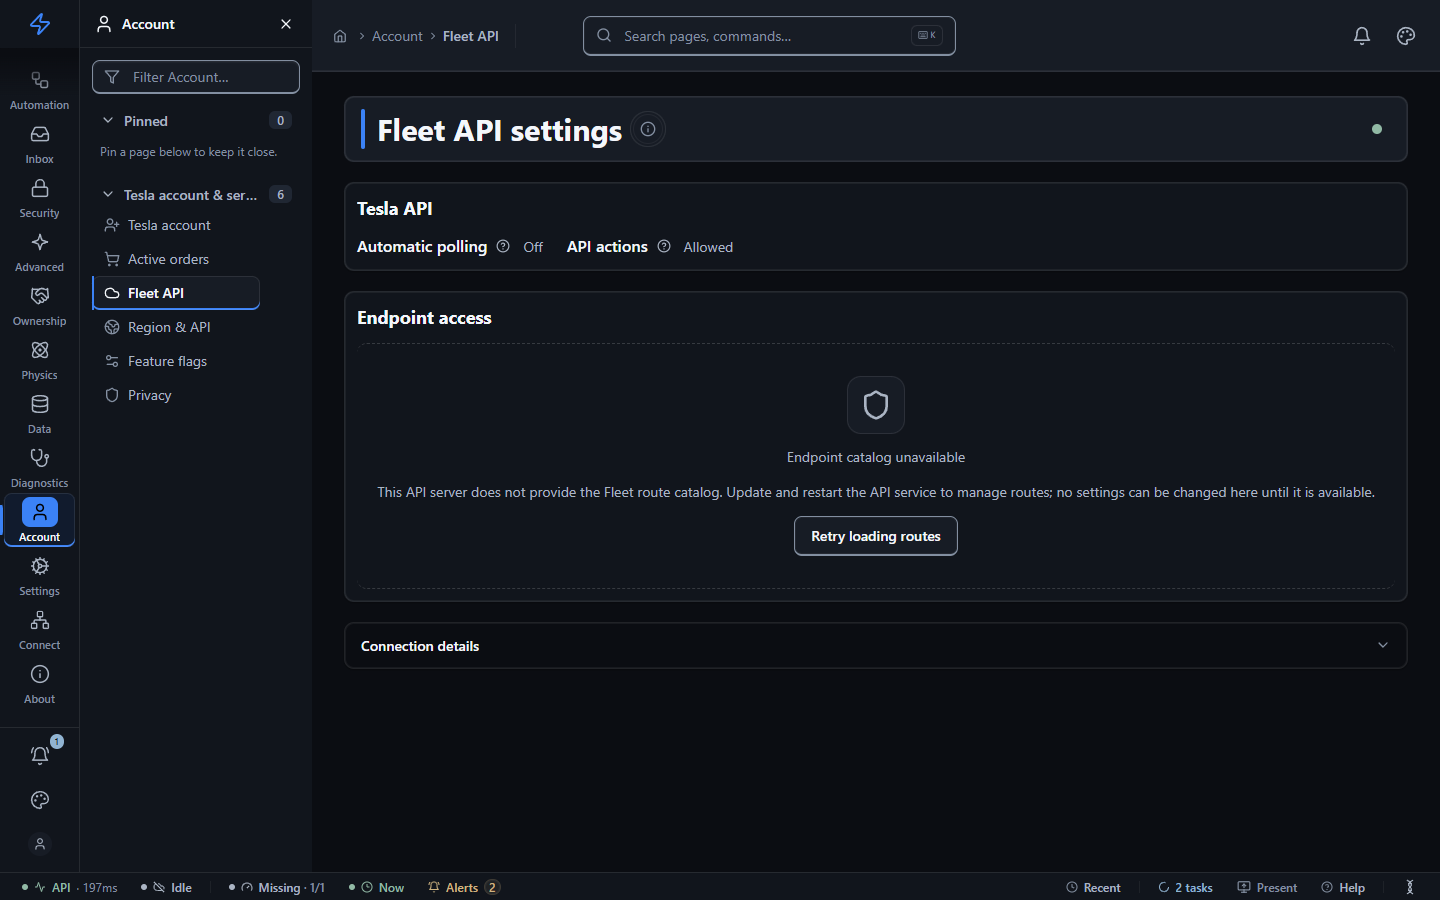 Account
Account
Fleet API
Search pages, commands...
K
Automation
Inbox
Security
Advanced
Ownership
Physics
Data
Diagnostics
Account
Settings
Connect
About
1
Filter Account...
Pinned
0
Pin a page below to keep it close.
Tesla account & ser...
6
Tesla account
Active orders
Fleet API
Region & API
Feature flags
Privacy
Fleet API settings
Tesla API
Automatic polling
Off
API actions
Allowed
Endpoint access
Endpoint catalog unavailable
This API server does not provide the Fleet route catalog. Update and restart the API service to manage routes; no settings can be changed here until it is available.
Retry loading routes
Connection details
API · 197ms
Idle
Missing · 1/1
Now
Alerts 2
Recent
2 tasks
Present
Help